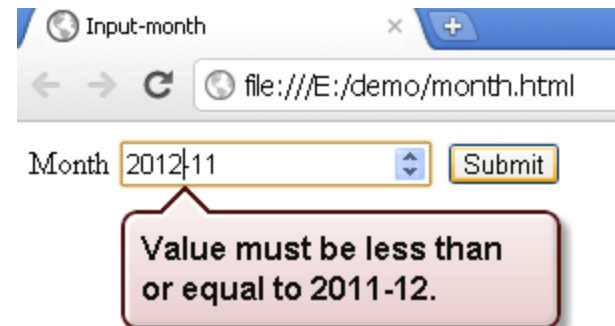 Input-month
file:///E:/demo/month.html
Month 2012-11 Submit
Value must be less than
or equal to 2011-12.